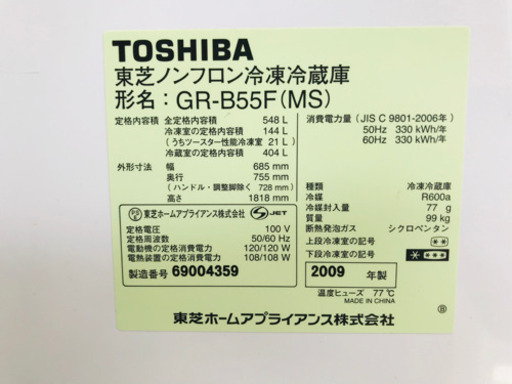 TOSHIBA
東芝ノンフロン冷凍冷蔵庫
形名：GR-B55F(MS)
定格内容積 全定格内容積 548 L
冷凍室の定格内容積 144 L
(うちツースター性能冷凍室 21 L)
冷蔵室の定格内容積 404 L
外形寸法 幅 685 mm
奥行 755 mm
(ハンドル・調整脚除く 728 mm)
高さ 1818 mm
消費電力量 (JIS C 9801-2006年)
50Hz 330 kWh/年
60Hz 330 kWh/年
種類 冷凍冷蔵庫
冷媒 R600a
冷媒封入量 77 g
質量 99 kg
断熱発泡ガス シクロペンタン
上段冷凍室の記号 ✱✱
下段冷凍室の記号 ✱✱✱✱
PS E 東芝ホームアプライアンス株式会社 S JET
定格電圧 100 V
定格周波数 50/60 Hz
電動機の定格消費電力 120/120 W
電熱装置の定格消費電力 108/108 W
製造番号 69004359
2009 年製
温度ヒューズ 77℃
MADE IN CHINA
東芝ホームアプライアンス株式会社
Ⓑ